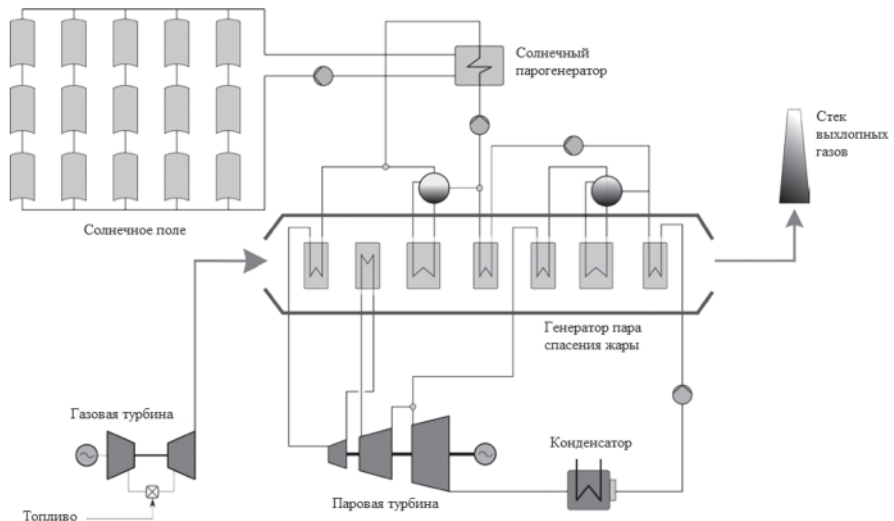 Солнечный
парогенератор
Стек
выхлопных
газов
Солнечное поле
Генератор пара
спасения жары
Газовая турбина
Топливо
Паровая турбина
Конденсатор